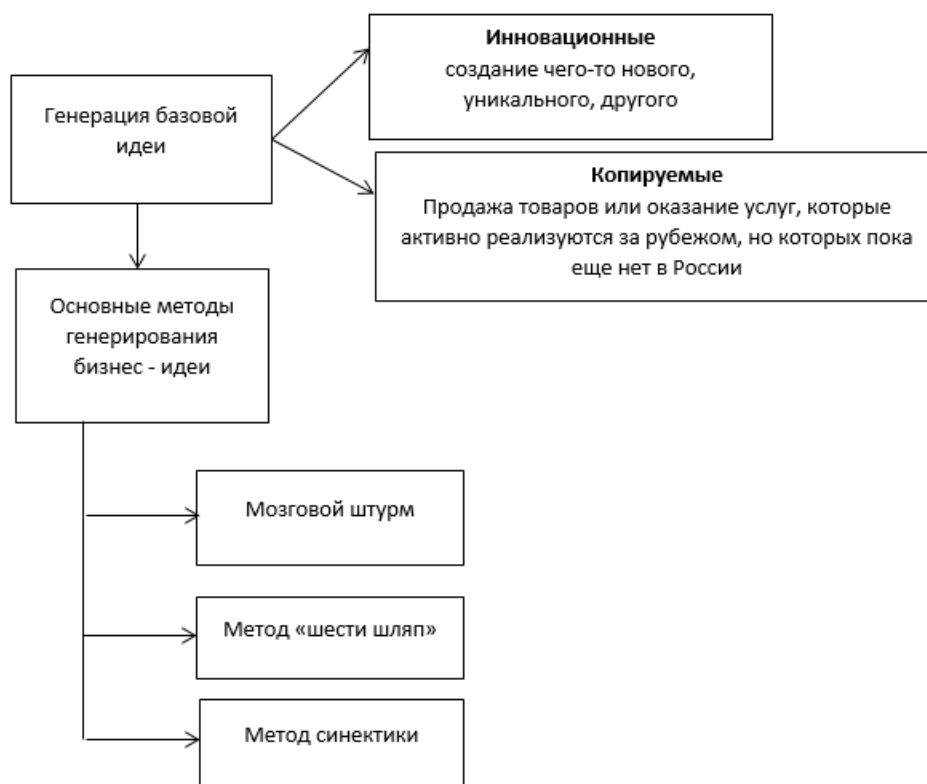 Инновационные
создание чего-то нового,
уникального, другого
Генерация базовой
идеи
Копируемые
Продажа товаров или оказание услуг, которые
активно реализуются за рубежом, но которых пока
еще нет в России
Основные методы
генерирования
бизнес - идеи
Мозговой штурм
Метод «шести шляп»
Метод синектики